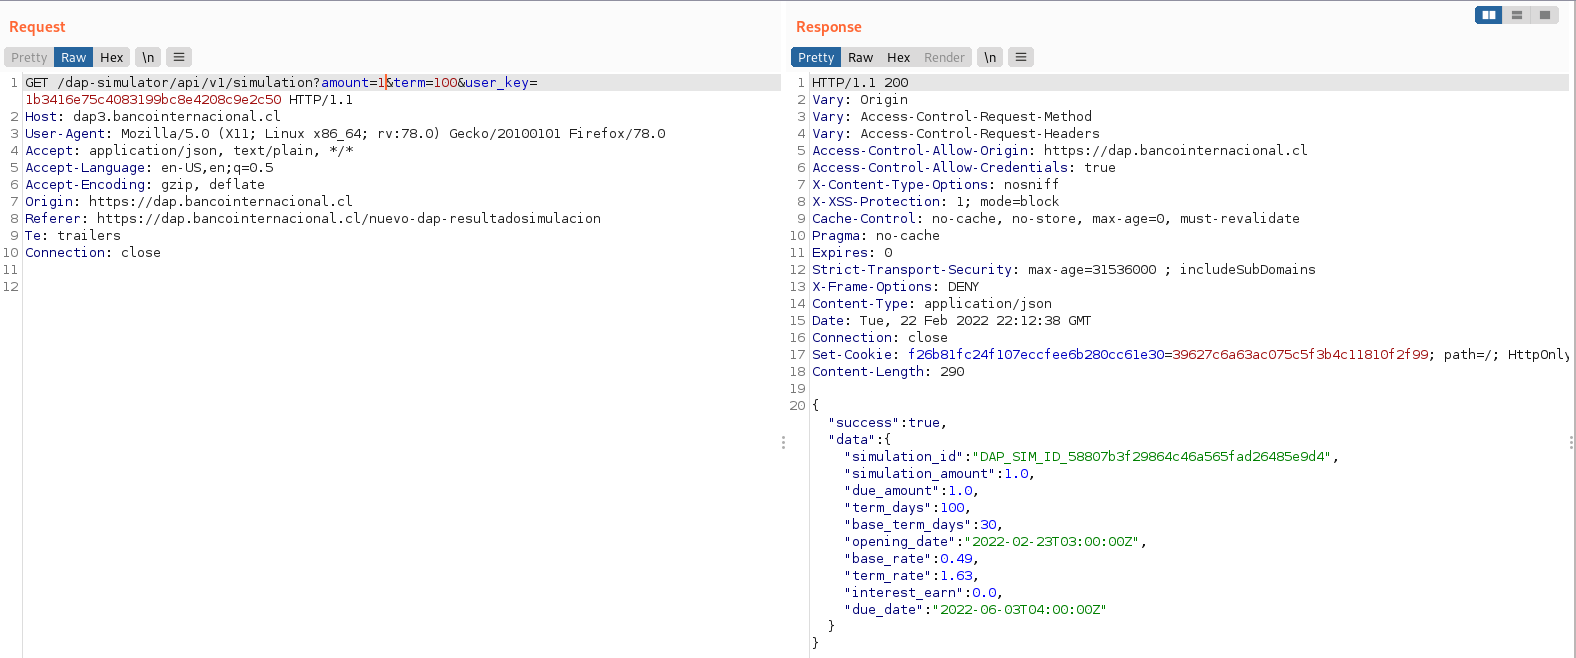 Request
Pretty Raw Hex \n
1 GET /dap-simulator/api/v1/simulation?amount=1&term=100&user_key=
1b3416e75c4083199bc8e4208c9e2c50 HTTP/1.1
2 Host: dap3.bancointernacional.cl
3 User-Agent: Mozilla/5.0 (X11; Linux x86_64; rv:78.0) Gecko/20100101 Firefox/78.0
4 Accept: application/json, text/plain, */*
5 Accept-Language: en-US,en;q=0.5
6 Accept-Encoding: gzip, deflate
7 Origin: https://dap.bancointernacional.cl
8 Referer: https://dap.bancointernacional.cl/nuevo-dap-resultadosimulacion
9 Te: trailers
10 Connection: close
11
12
Response
Pretty Raw Hex Render \n
1 HTTP/1.1 200
2 Vary: Origin
3 Vary: Access-Control-Request-Method
4 Vary: Access-Control-Request-Headers
5 Access-Control-Allow-Origin: https://dap.bancointernacional.cl
6 Access-Control-Allow-Credentials: true
7 X-Content-Type-Options: nosniff
8 X-XSS-Protection: 1; mode=block
9 Cache-Control: no-cache, no-store, max-age=0, must-revalidate
10 Pragma: no-cache
11 Expires: 0
12 Strict-Transport-Security: max-age=31536000 ; includeSubDomains
13 X-Frame-Options: DENY
14 Content-Type: application/json
15 Date: Tue, 22 Feb 2022 22:12:38 GMT
16 Connection: close
17 Set-Cookie: f26b81fc24f107eccfee6b280cc61e30=39627c6a63ac075c5f3b4c11810f2f99; path=/; HttpOnly
18 Content-Length: 290
19
20 {
"success":true,
"data":{
"simulation_id":"DAP_SIM_ID_58807b3f29864c46a565fad26485e9d4",
"simulation_amount":1.0,
"due_amount":1.0,
"term_days":100,
"base_term_days":30,
"opening_date":"2022-02-23T03:00:00Z",
"base_rate":0.49,
"term_rate":1.63,
"interest_earn":0.0,
"due_date":"2022-06-03T04:00:00Z"
}
}